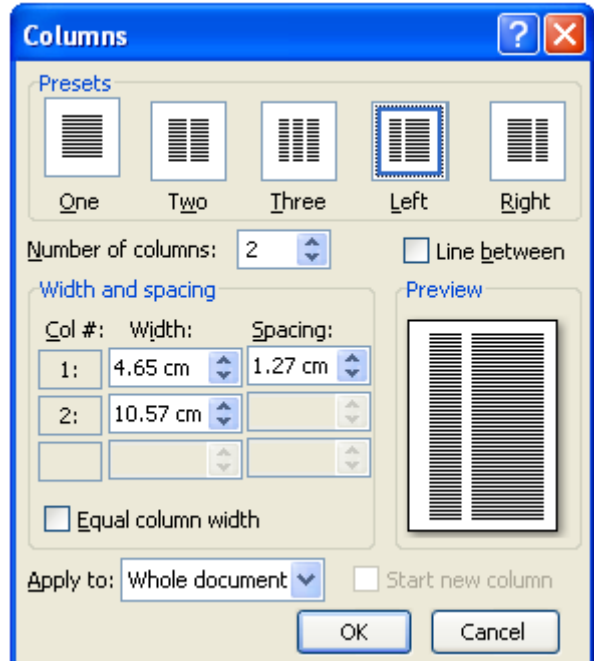 Columns
Presets
One Two Three Left Right
Number of columns: 2 Line between
Width and spacing Preview
Col #: Width: Spacing:
1: 4.65 cm 1.27 cm
2: 10.57 cm
Equal column width
Apply to: Whole document Start new column
OK Cancel